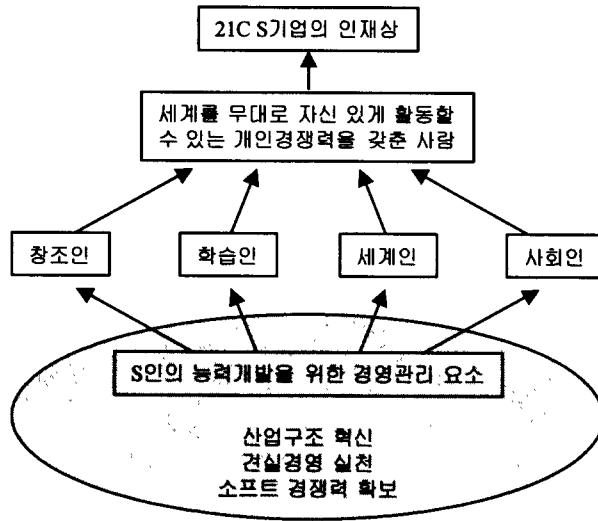 21C S기업의 인재상
세계를 무대로 자신 있게 활동할
수 있는 개인경쟁력을 갖춘 사람
창조인
학습인
세계인
사회인
S인의 능력개발을 위한 경영관리 요소
산업구조 혁신
견실경영 실천
소프트 경쟁력 확보